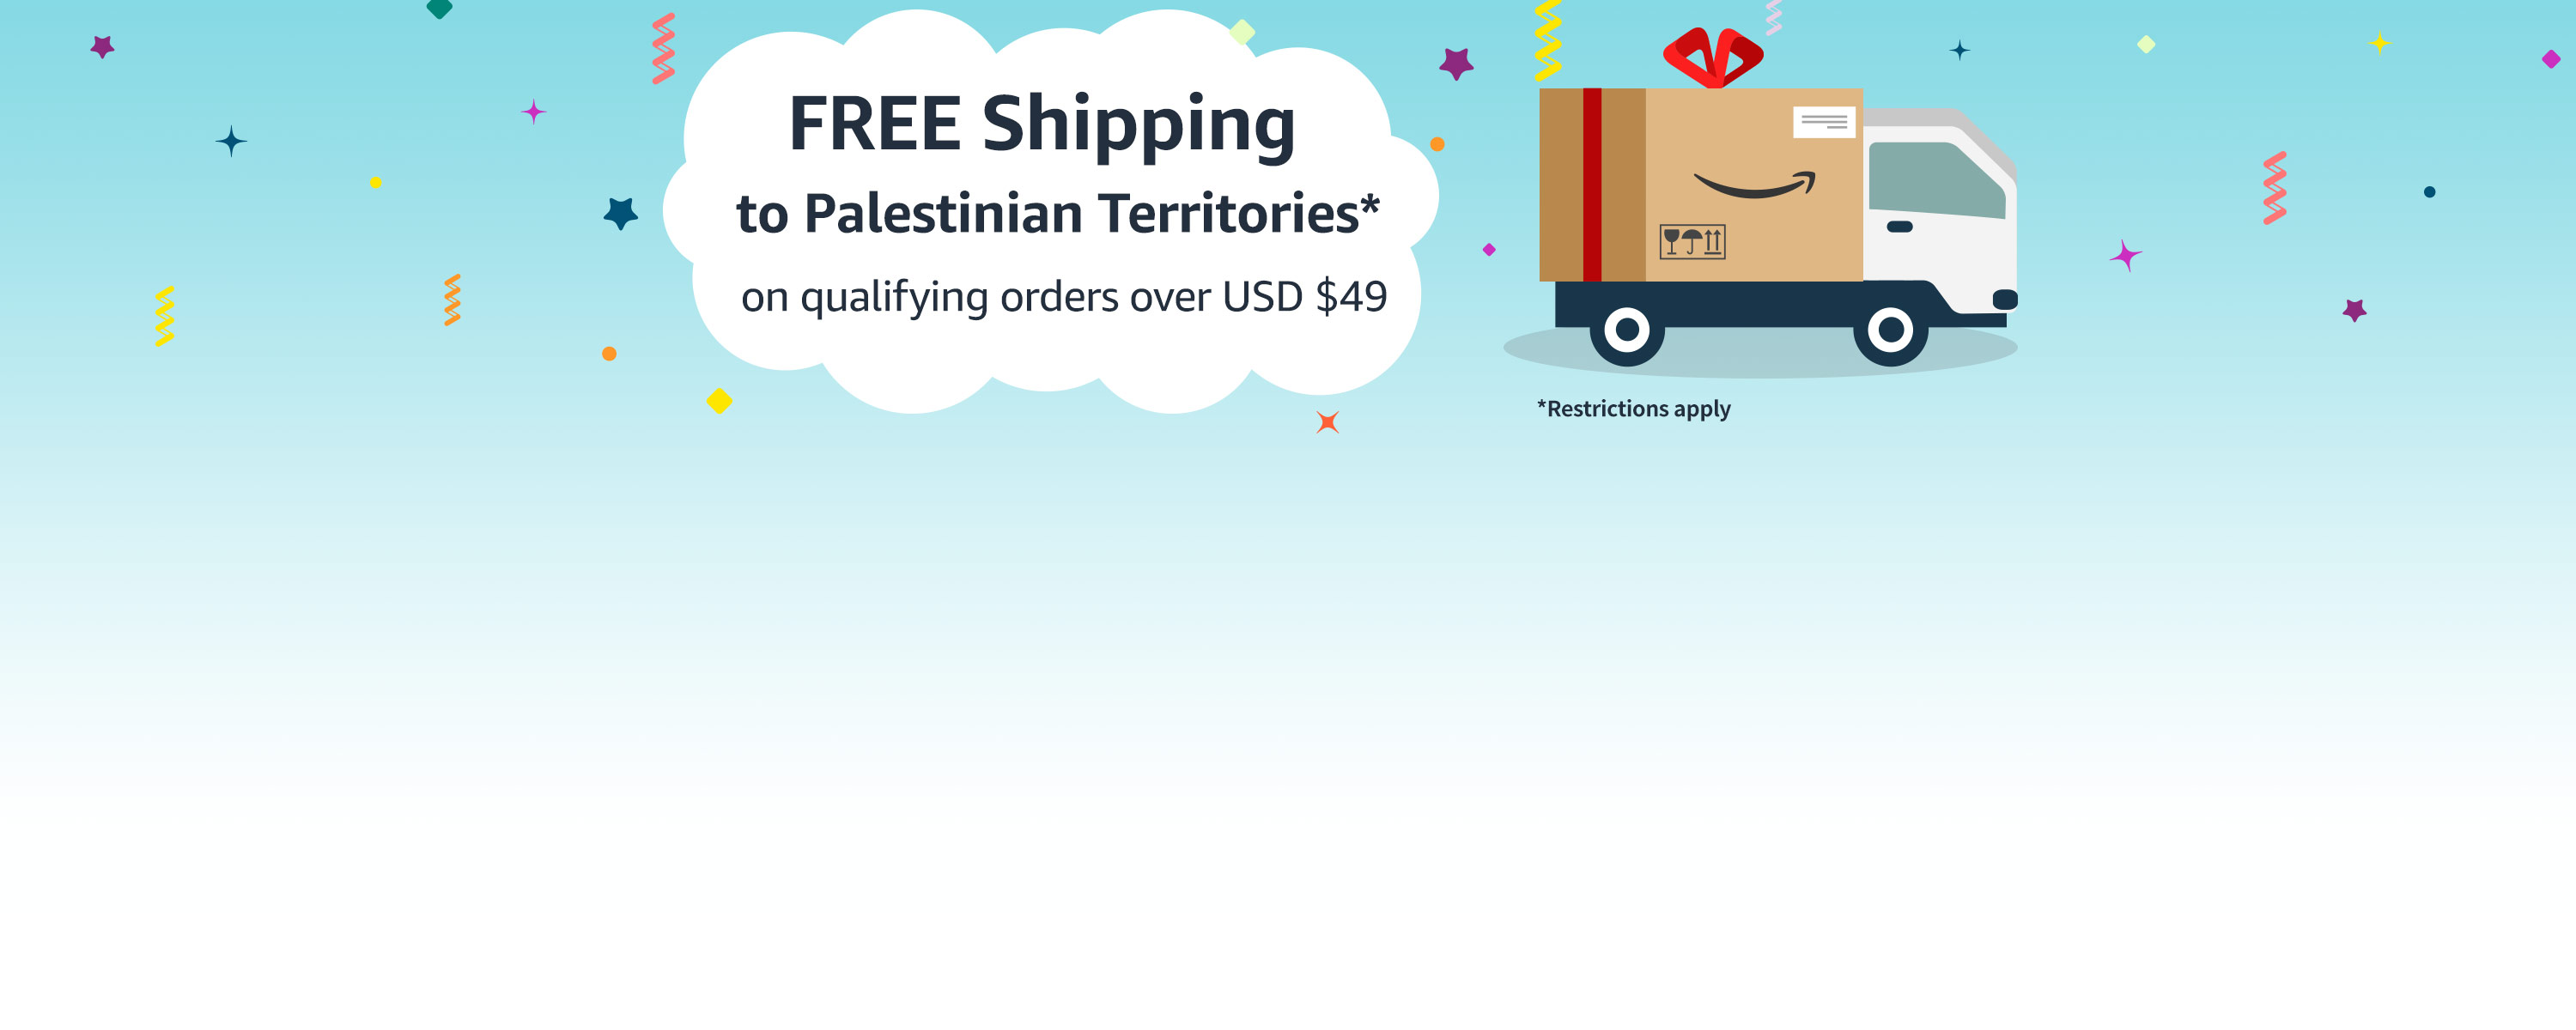 FREE Shipping
to Palestinian Territories*
on qualifying orders over USD $49
*Restrictions apply